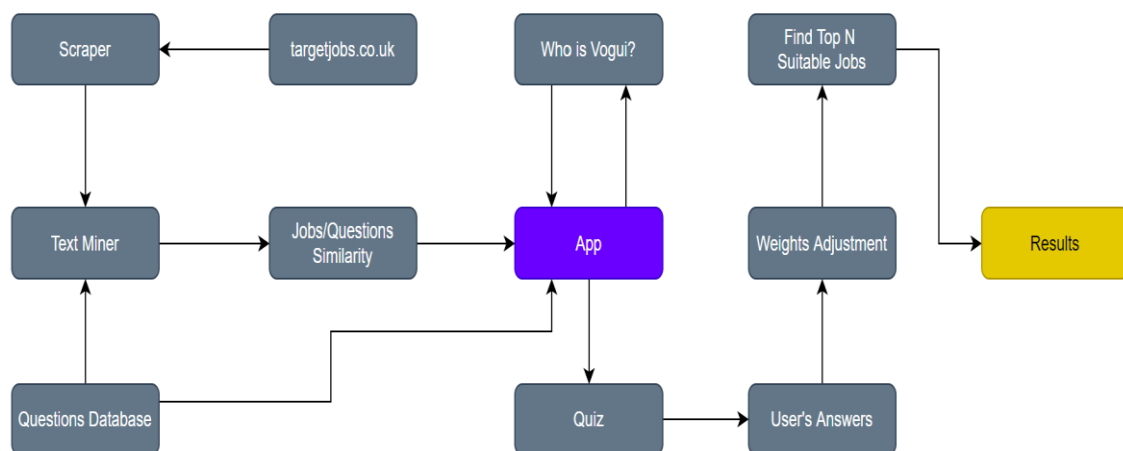 Scraper
targetjobs.co.uk
Who is Vogui?
Find Top N
Suitable Jobs
Text Miner
Jobs/Questions
Similarity
App
Weights Adjustment
Results
Questions Database
Quiz
User's Answers